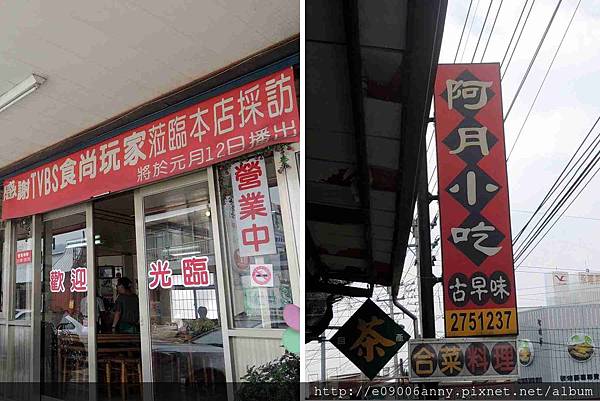 感謝TVBS食尚玩家蒞臨本店採訪
將於元月12日播出
營業中
歡迎
光臨
阿月小吃
古早味
2751237
茶
合菜料理
http://e09006anny.pixnet.net/album